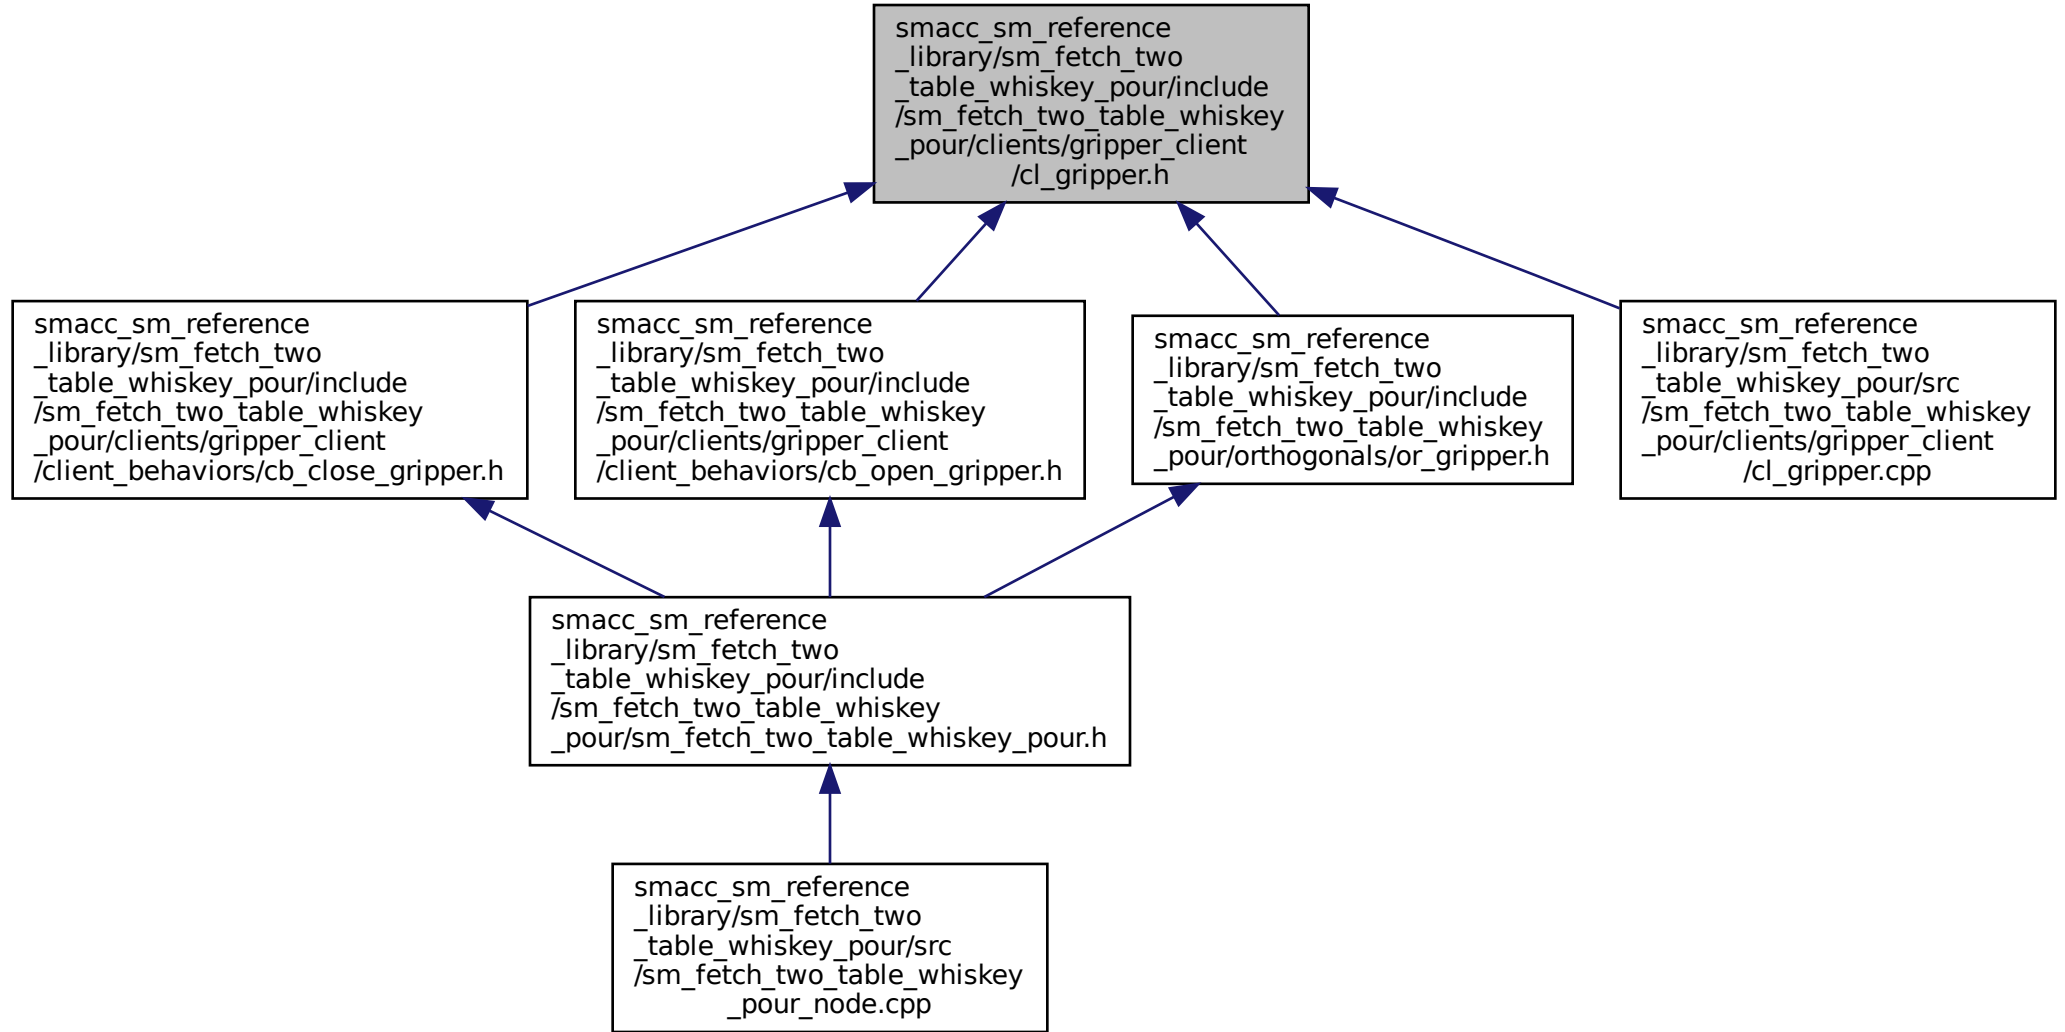 smacc_sm_reference
_library/sm_fetch_two
_table_whiskey_pour/include
/sm_fetch_two_table_whiskey
_pour/clients/gripper_client
/cl_gripper.h
smacc_sm_reference
_library/sm_fetch_two
_table_whiskey_pour/include
/sm_fetch_two_table_whiskey
_pour/clients/gripper_client
/client_behaviors/cb_close_gripper.h
smacc_sm_reference
_library/sm_fetch_two
_table_whiskey_pour/include
/sm_fetch_two_table_whiskey
_pour/clients/gripper_client
/client_behaviors/cb_open_gripper.h
smacc_sm_reference
_library/sm_fetch_two
_table_whiskey_pour/include
/sm_fetch_two_table_whiskey
_pour/orthogonals/or_gripper.h
smacc_sm_reference
_library/sm_fetch_two
_table_whiskey_pour/src
/sm_fetch_two_table_whiskey
_pour/clients/gripper_client
/cl_gripper.cpp
smacc_sm_reference
_library/sm_fetch_two
_table_whiskey_pour/include
/sm_fetch_two_table_whiskey
_pour/sm_fetch_two_table_whiskey_pour.h
smacc_sm_reference
_library/sm_fetch_two
_table_whiskey_pour/src
/sm_fetch_two_table_whiskey
_pour_node.cpp